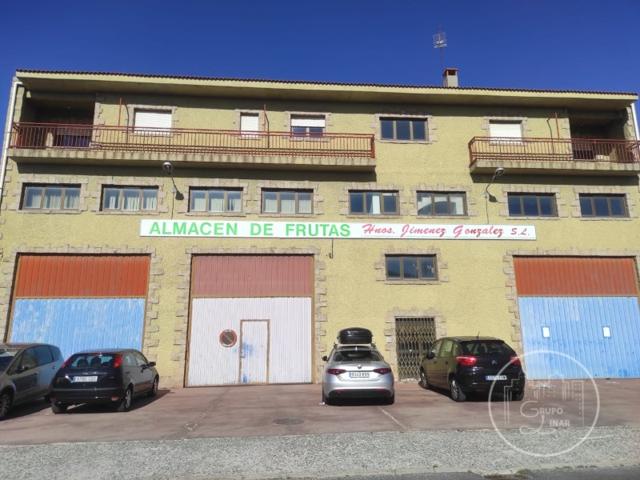 ALMACEN DE FRUTAS Hnos. Jimenez Gonzalez S.L.
GRUPO
INAR